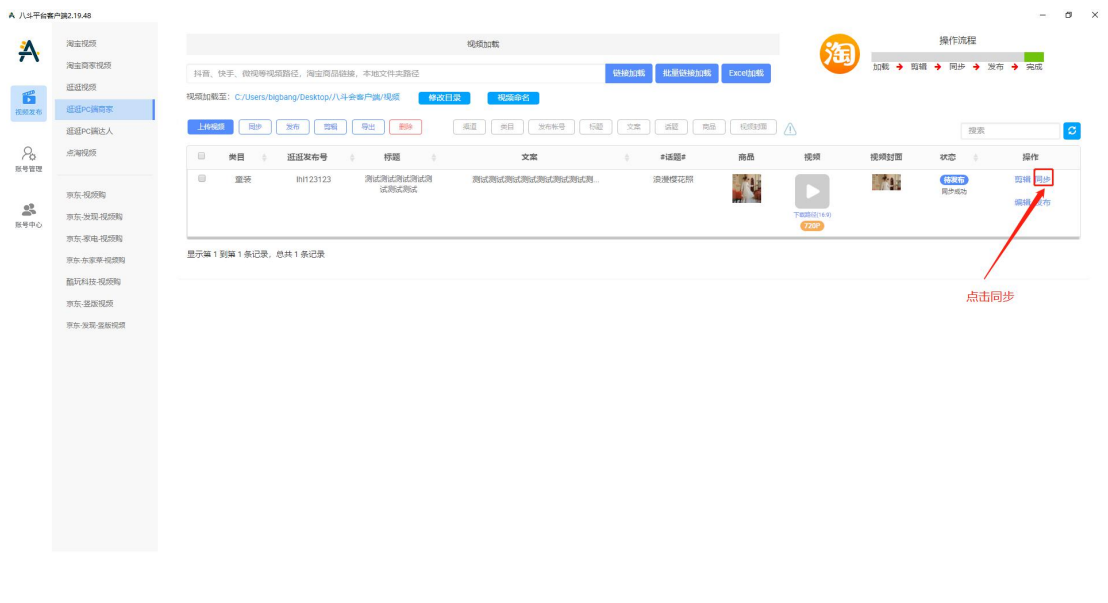 八斗平台客户端2.19.48
淘宝视频
淘宝商家视频
逛逛视频
逛逛PC端商家
逛逛PC端达人
点淘视频
京东-视频购
京东-发现-视频购
京东-家电-视频购
京东-东家荣-视频购
酷玩科技-视频购
京东-竖版视频
京东-发现-竖版视频
视频发布
账号管理
账号中心
视频加载
抖音、快手、微视等视频路径，淘宝商品链接，本地文件夹路径
链接加载 批量链接加载 Excel加载
淘
操作流程
加载 → 剪辑 → 同步 → 发布 → 完成
视频加载至：C:/Users/bigbang/Desktop/八斗会客户端/视频 修改目录 视频命名
上传视频 同步 发布 剪辑 导出 删除 类目 发布帐号 标题 文案 话题 商品 视频封面 搜索
类目 逛逛发布号 标题 文案 #话题# 商品 视频 视频封面 状态 操作
童装 lhl123123 测试测试测试测试测 测试测试测试测试测试测试测试测... 浪漫樱花照 待发布 剪辑 同步
试测试测试 同步成功
编辑 发布
下载路径(16:9)
720P
显示第 1 到第 1 条记录，总共 1 条记录
点击同步